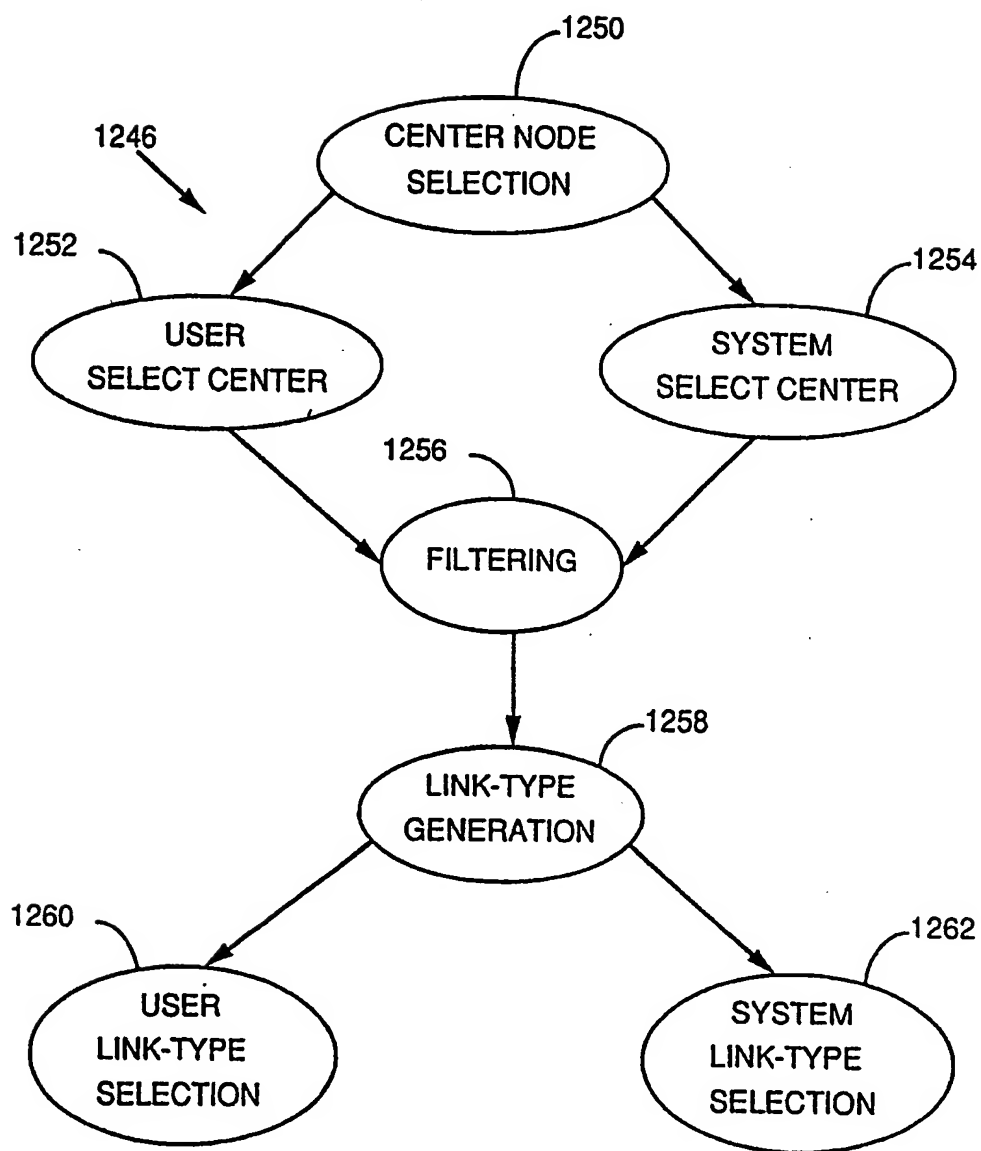 1250
CENTER NODE
SELECTION
1246
1252
1254
USER
SELECT CENTER
SYSTEM
SELECT CENTER
1256
FILTERING
1258
LINK-TYPE
GENERATION
1260
1262
USER
LINK-TYPE
SELECTION
SYSTEM
LINK-TYPE
SELECTION